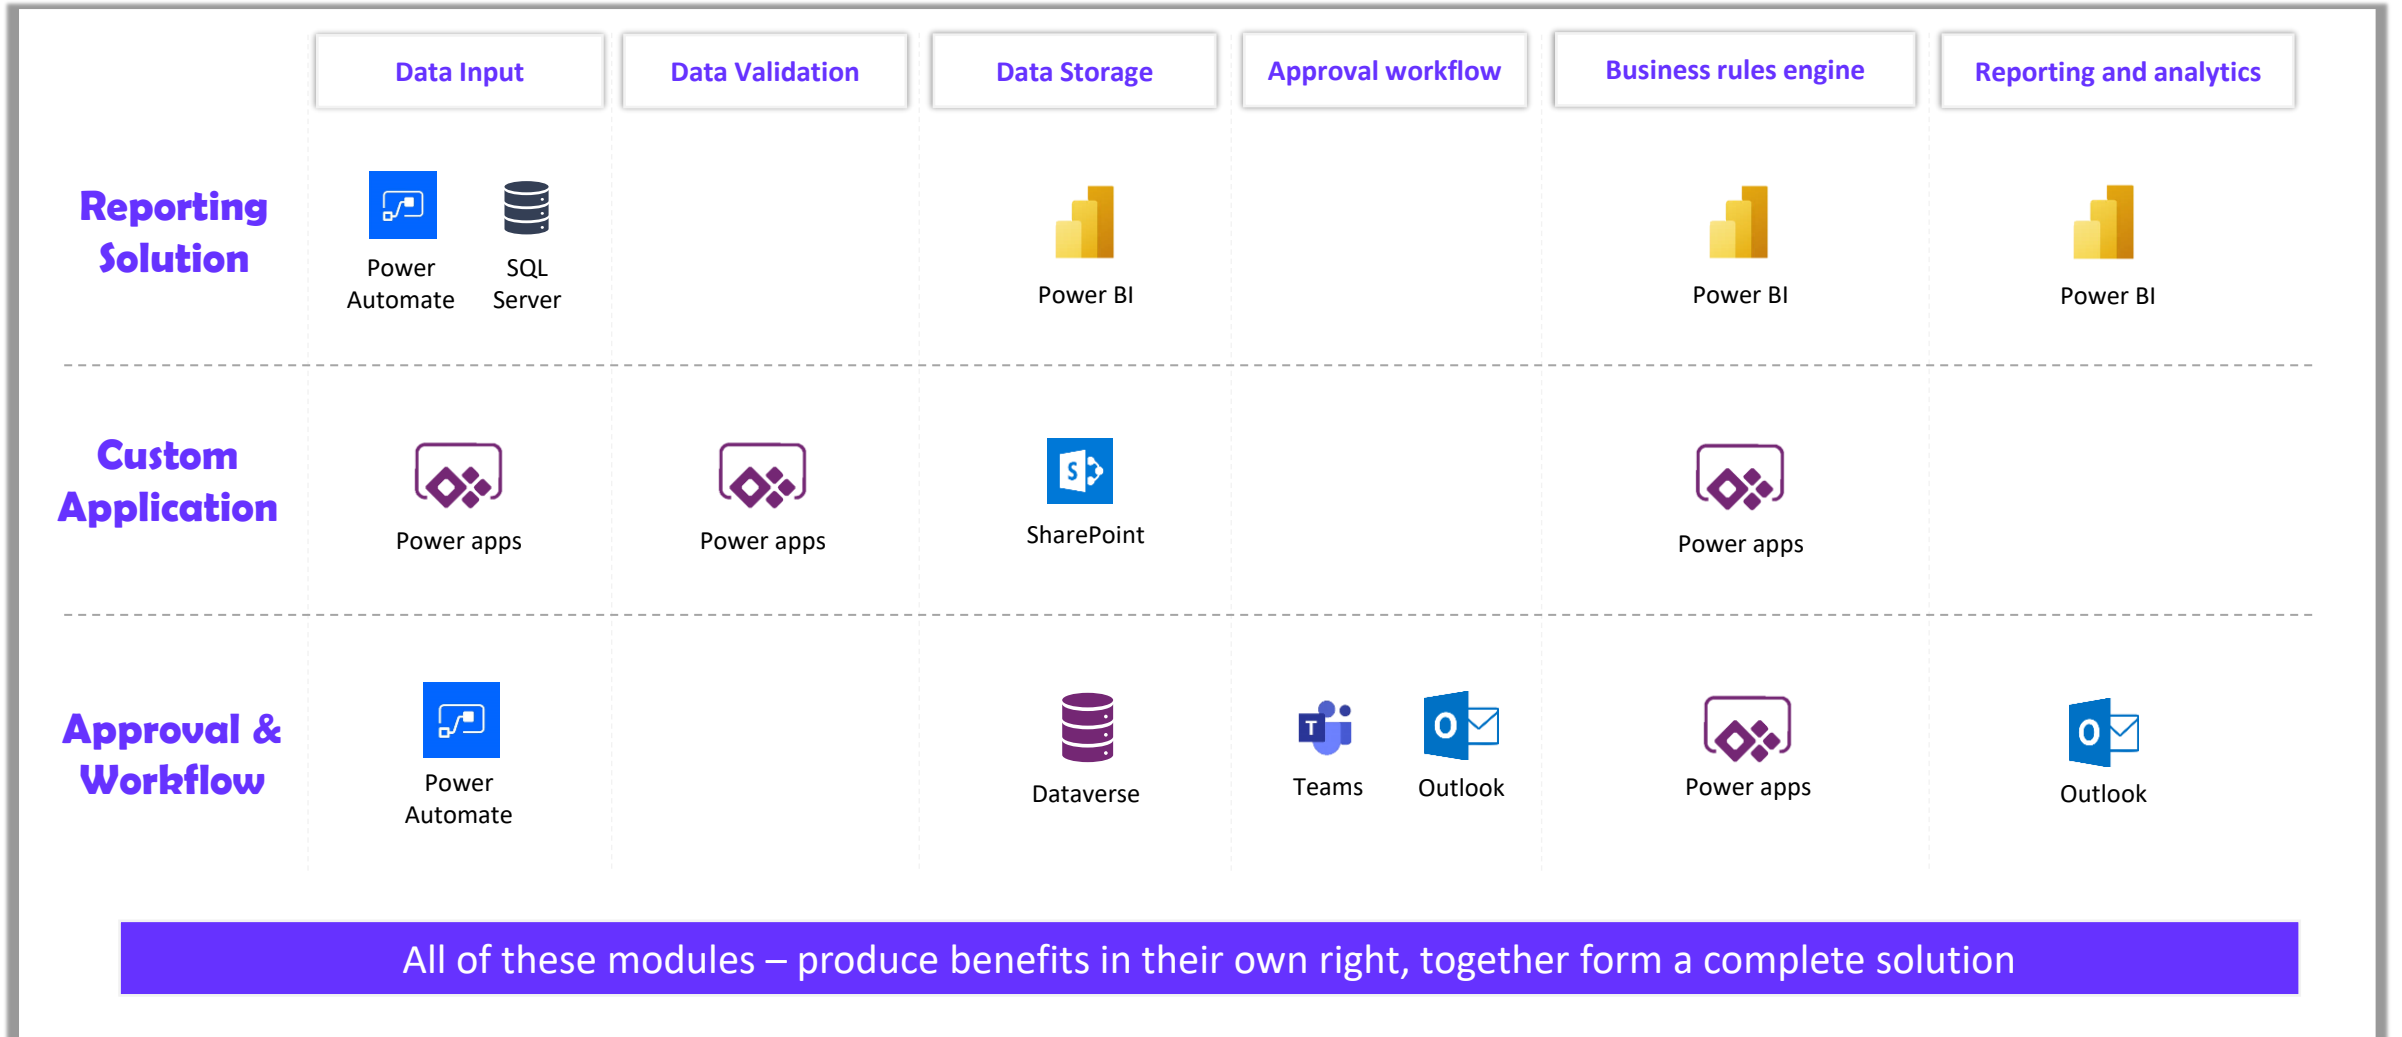 Data Input
Data Validation
Data Storage
Approval workflow
Business rules engine
Reporting and analytics
Reporting
Solution
Power
Automate
SQL
Server
Power BI
Power BI
Power BI
Custom
Application
Power apps
Power apps
S
SharePoint
Power apps
Approval &
Workflow
Power
Automate
Dataverse
T
Teams
O
Outlook
Power apps
O
Outlook
All of these modules – produce benefits in their own right, together form a complete solution